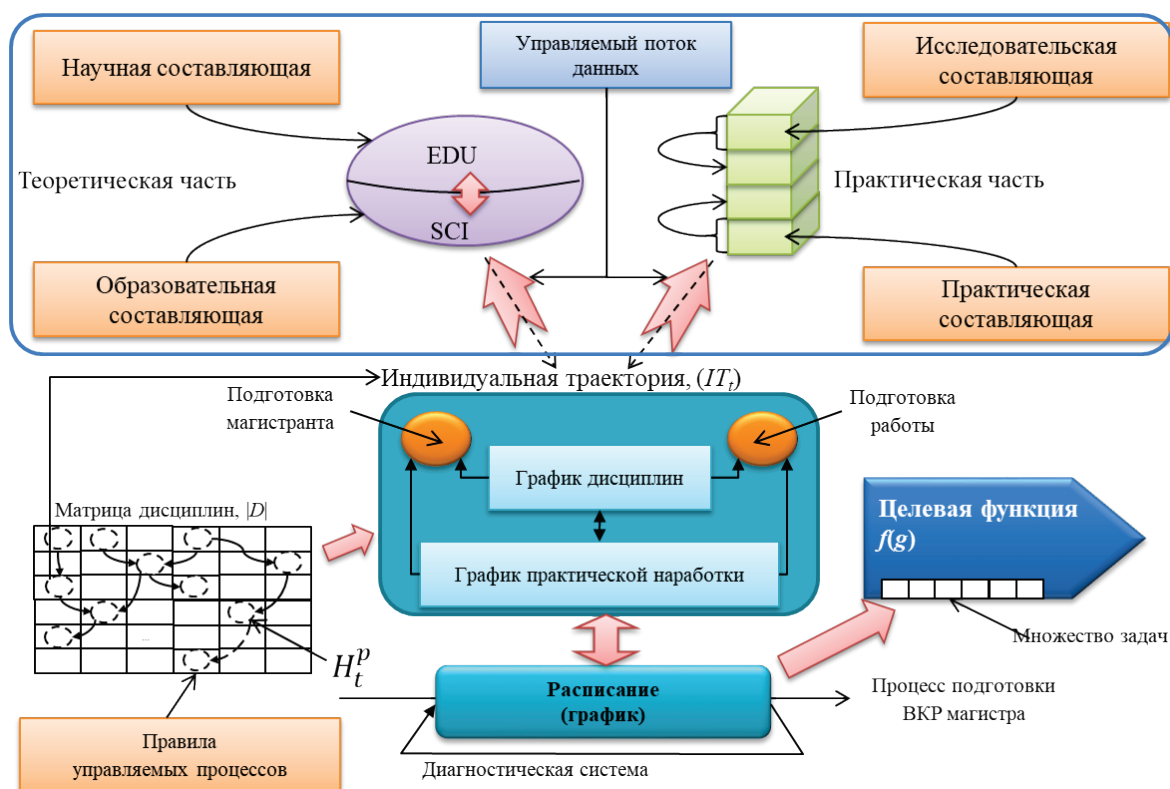 Научная составляющая
Управляемый поток
данных
Исследовательская
составляющая
EDU
SCI
Теоретическая часть
Практическая часть
Образовательная
составляющая
Практическая
составляющая
Индивидуальная траектория, (ITt)
Подготовка
магистранта
Подготовка
работы
График дисциплин
График практической наработки
Матрица дисциплин, |D|
Целевая функция
f(g)
Множество задач
H_t^p
Расписание
(график)
Процесс подготовки
ВКР магистра
Правила
управляемых процессов
Диагностическая система